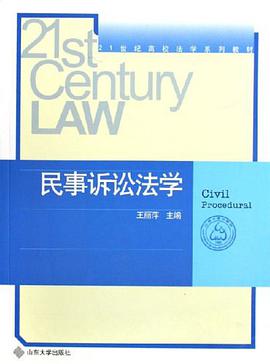 21st
Century
LAW
21世纪高校法学系列教材
民事诉讼法学
Civil
Procedural
王丽萍 主编
山东大学出版社